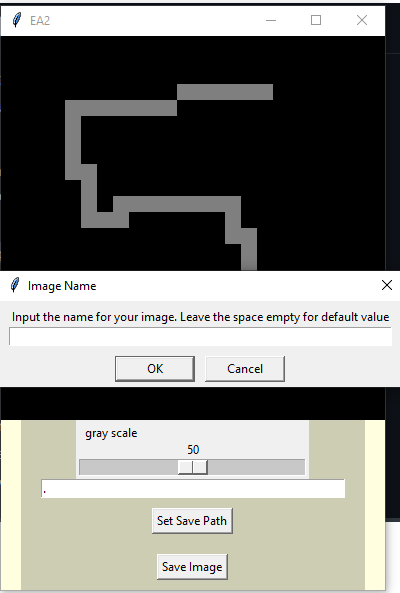 EA2
Image Name
Input the name for your image. Leave the space empty for default value
OK
Cancel
gray scale
50
.
Set Save Path
Save Image